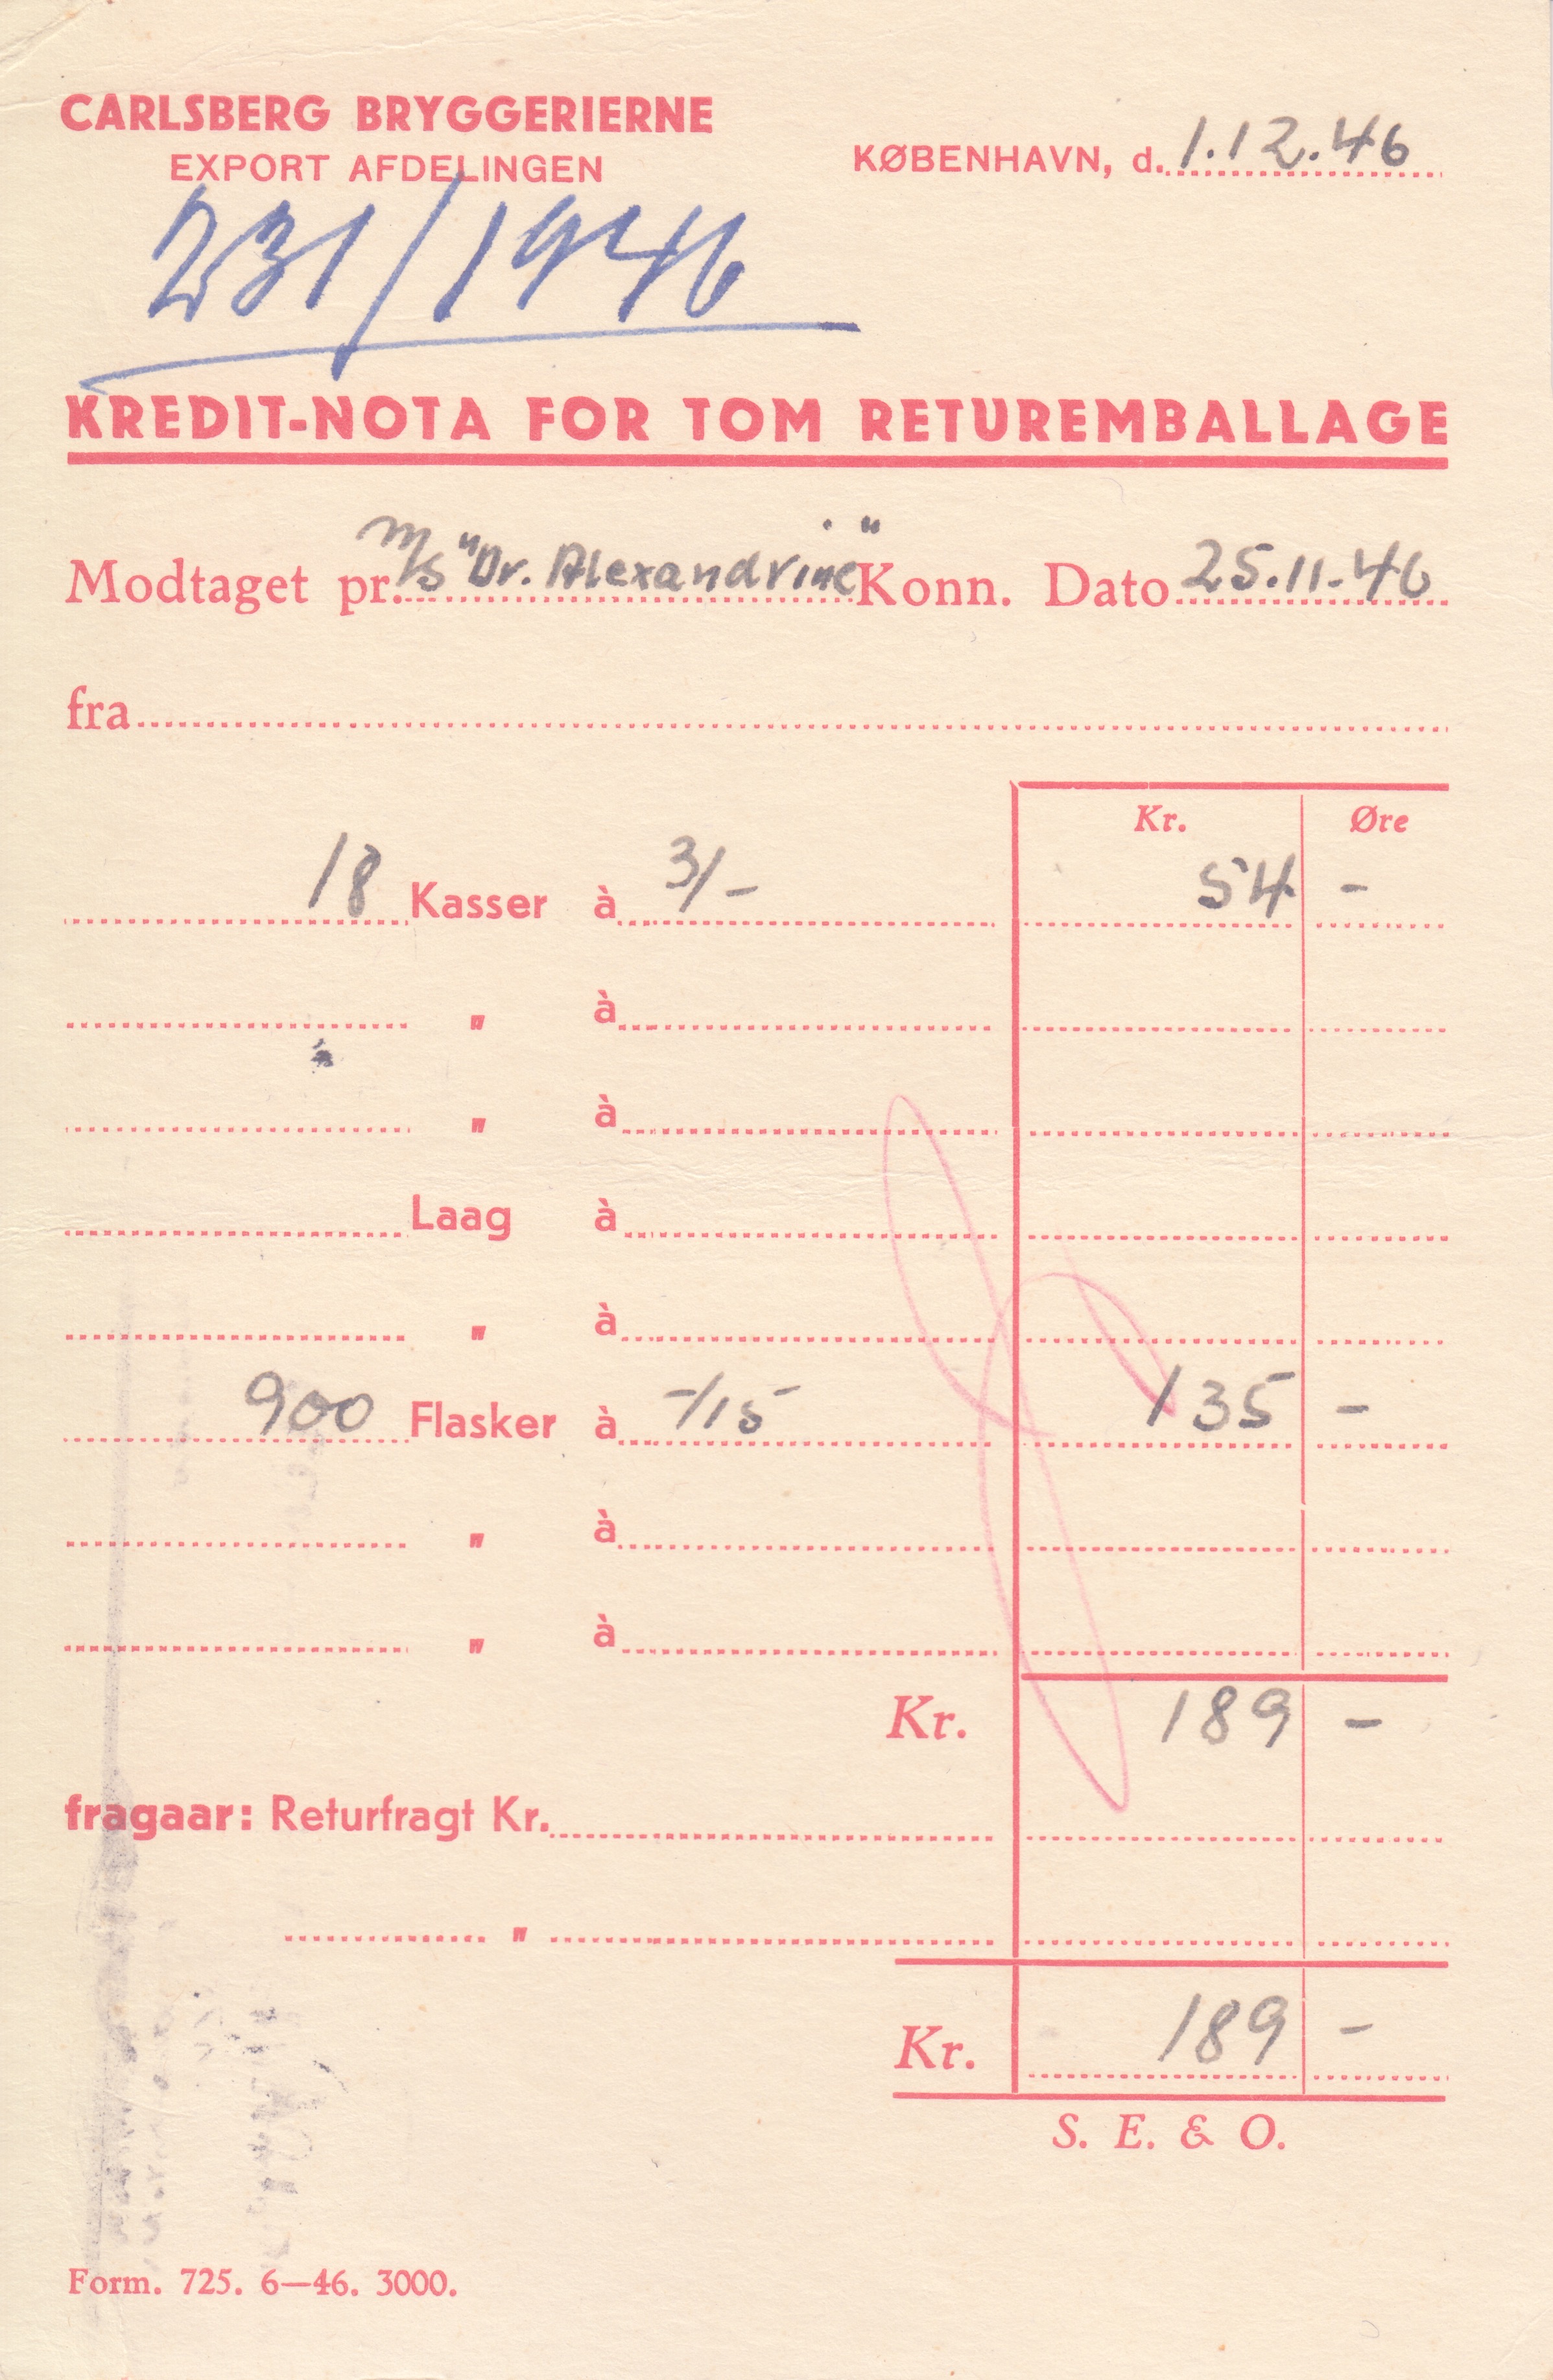 CARLSBERG BRYGGERIERNE
EXPORT AFDELINGEN
KØBENHAVN, d. 1.12.46
231/1946
KREDIT-NOTA FOR TOM RETUREMBALLAGE
Modtaget pr. M/S "Dr. Alexandrine" Konn. Dato 25.11.46
fra
Kr. Øre
18 Kasser à 3/- 54 -
" à
" à
Laag à
" à
900 Flasker à -/15 135 -
" à
" à
Kr. 189 -
fragaar: Returfragt Kr.
"
Kr. 189 -
S. E. & O.
Form. 725. 6—46. 3000.